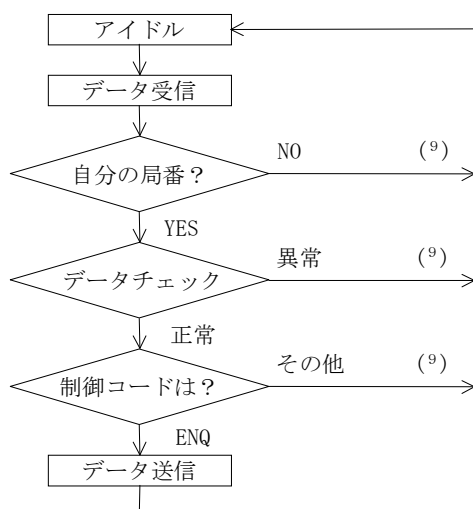 アイドル
データ受信
自分の局番？
NO (⁹)
YES
データチェック
異常 (⁹)
正常
制御コードは？
その他 (⁹)
ENQ
データ送信